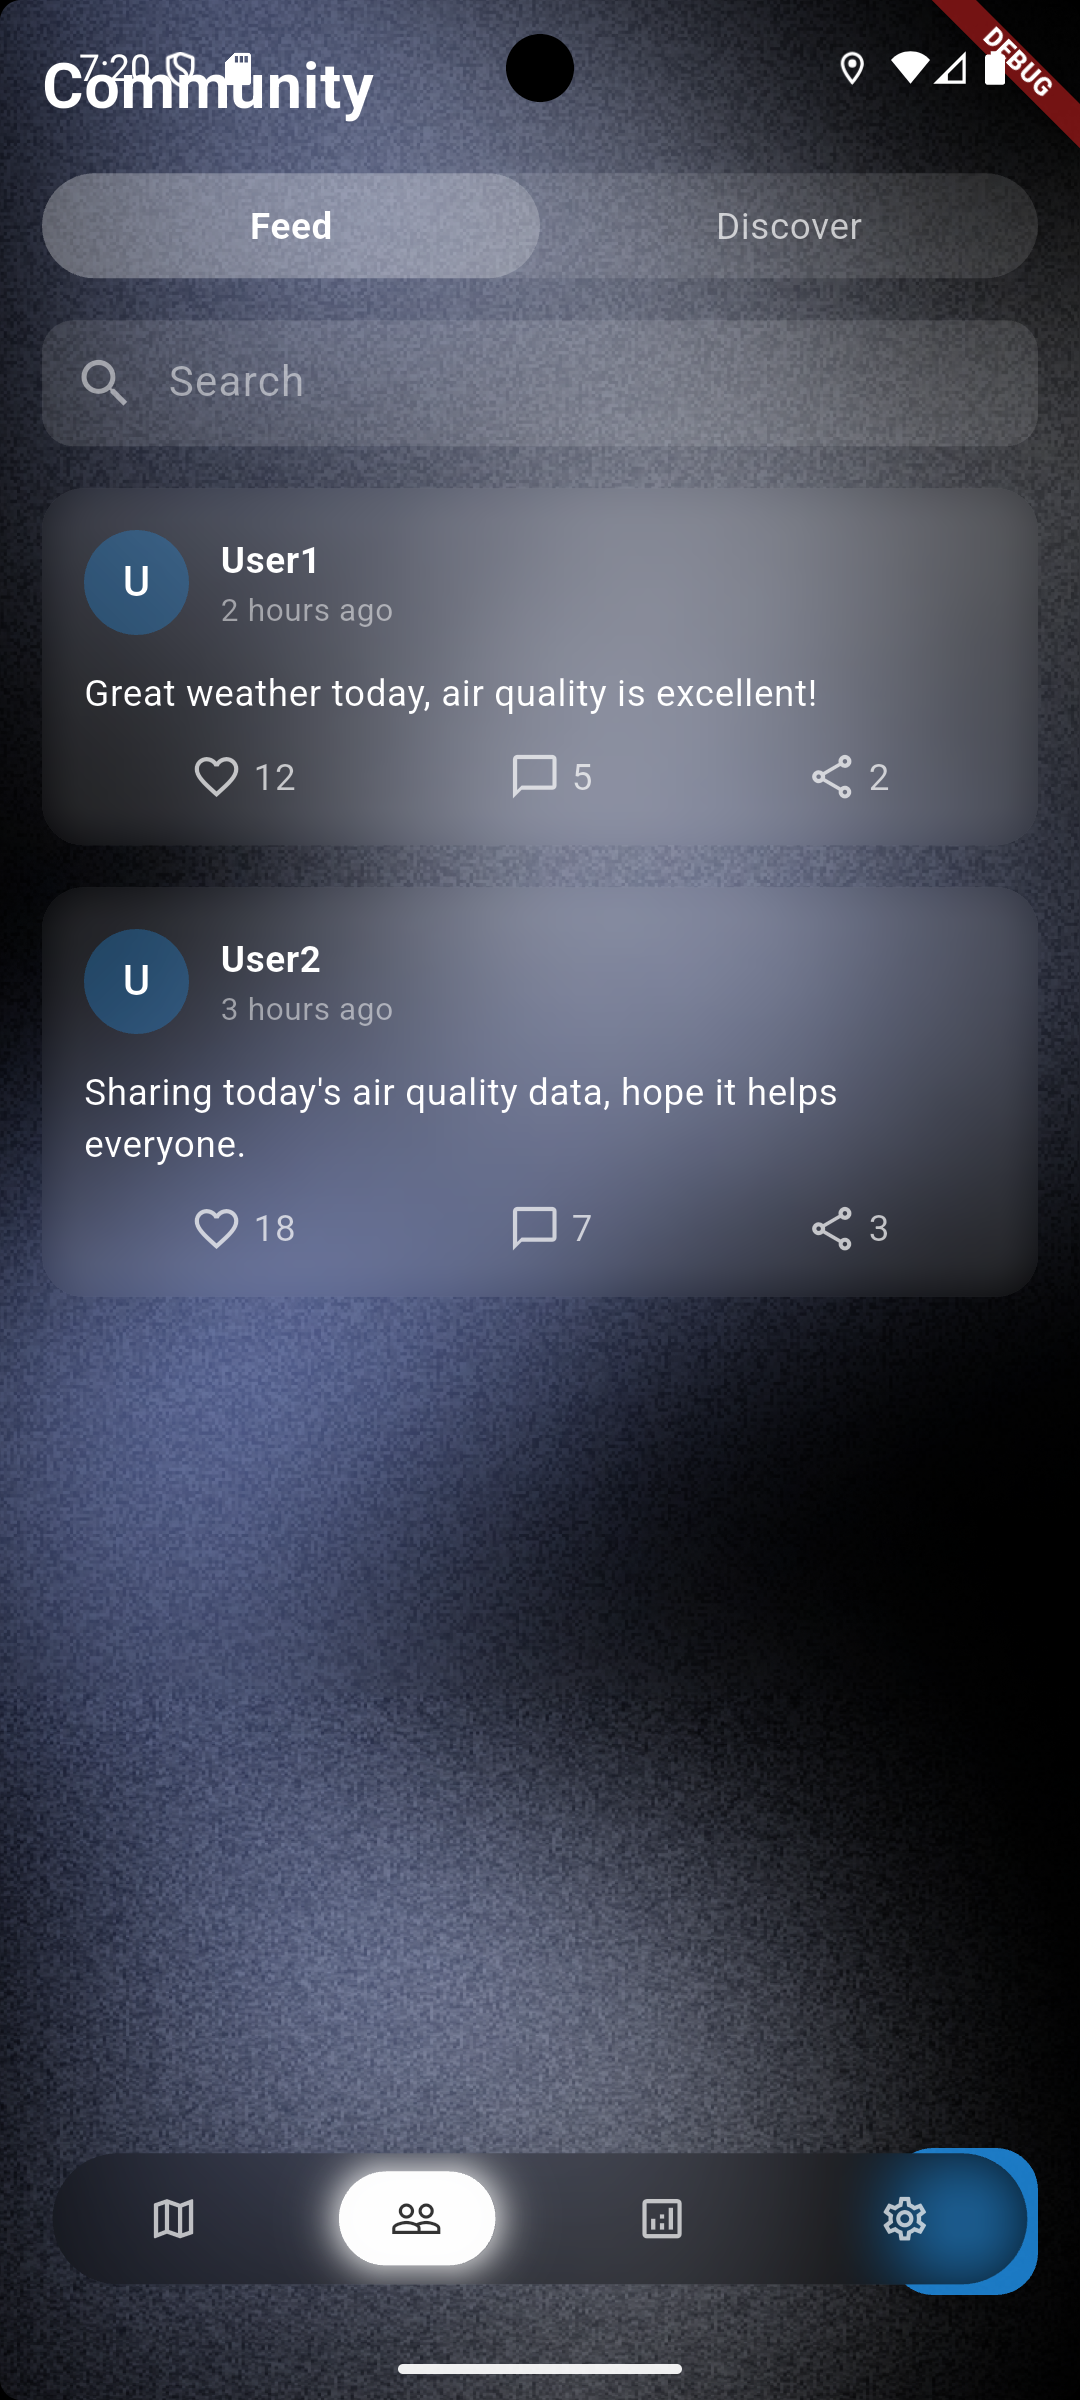 7:20
DEBUG
Community
Feed
Discover
Search
U
User1
2 hours ago
Great weather today, air quality is excellent!
12
5
2
U
User2
3 hours ago
Sharing today's air quality data, hope it helps
everyone.
18
7
3